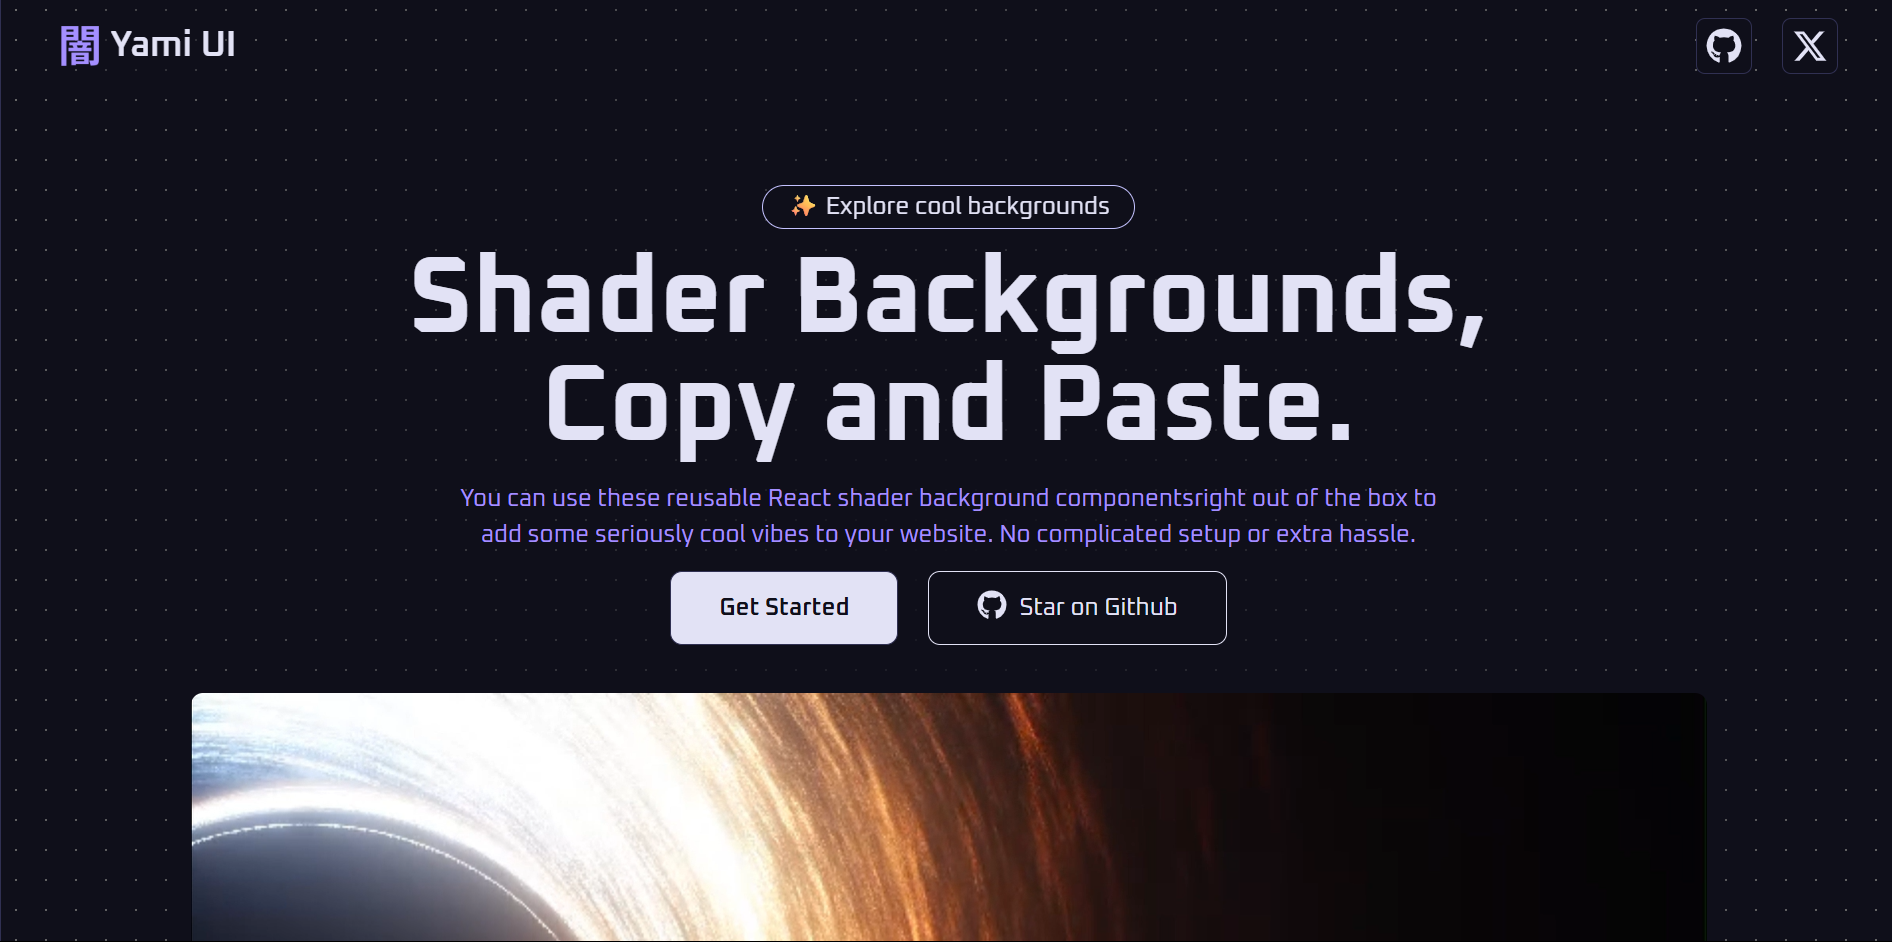 闇 Yami UI
✨ Explore cool backgrounds
Shader Backgrounds,
Copy and Paste.
You can use these reusable React shader background componentsright out of the box to
add some seriously cool vibes to your website. No complicated setup or extra hassle.
Get Started
Star on Github